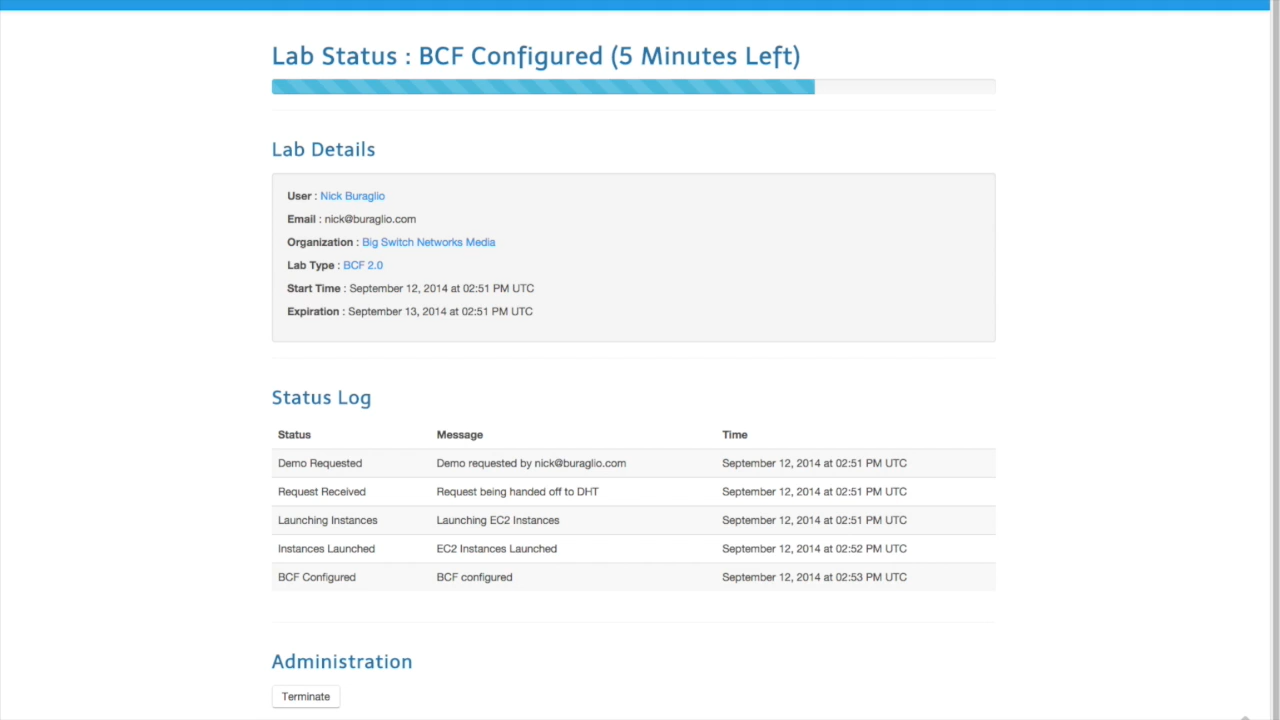 Lab Status : BCF Configured (5 Minutes Left)
Lab Details
User : Nick Buraglio
Email : nick@buraglio.com
Organization : Big Switch Networks Media
Lab Type : BCF 2.0
Start Time : September 12, 2014 at 02:51 PM UTC
Expiration : September 13, 2014 at 02:51 PM UTC
Status Log
Status Message Time
Demo Requested Demo requested by nick@buraglio.com September 12, 2014 at 02:51 PM UTC
Request Received Request being handed off to DHT September 12, 2014 at 02:51 PM UTC
Launching Instances Launching EC2 Instances September 12, 2014 at 02:51 PM UTC
Instances Launched EC2 Instances Launched September 12, 2014 at 02:52 PM UTC
BCF Configured BCF configured September 12, 2014 at 02:53 PM UTC
Administration
Terminate